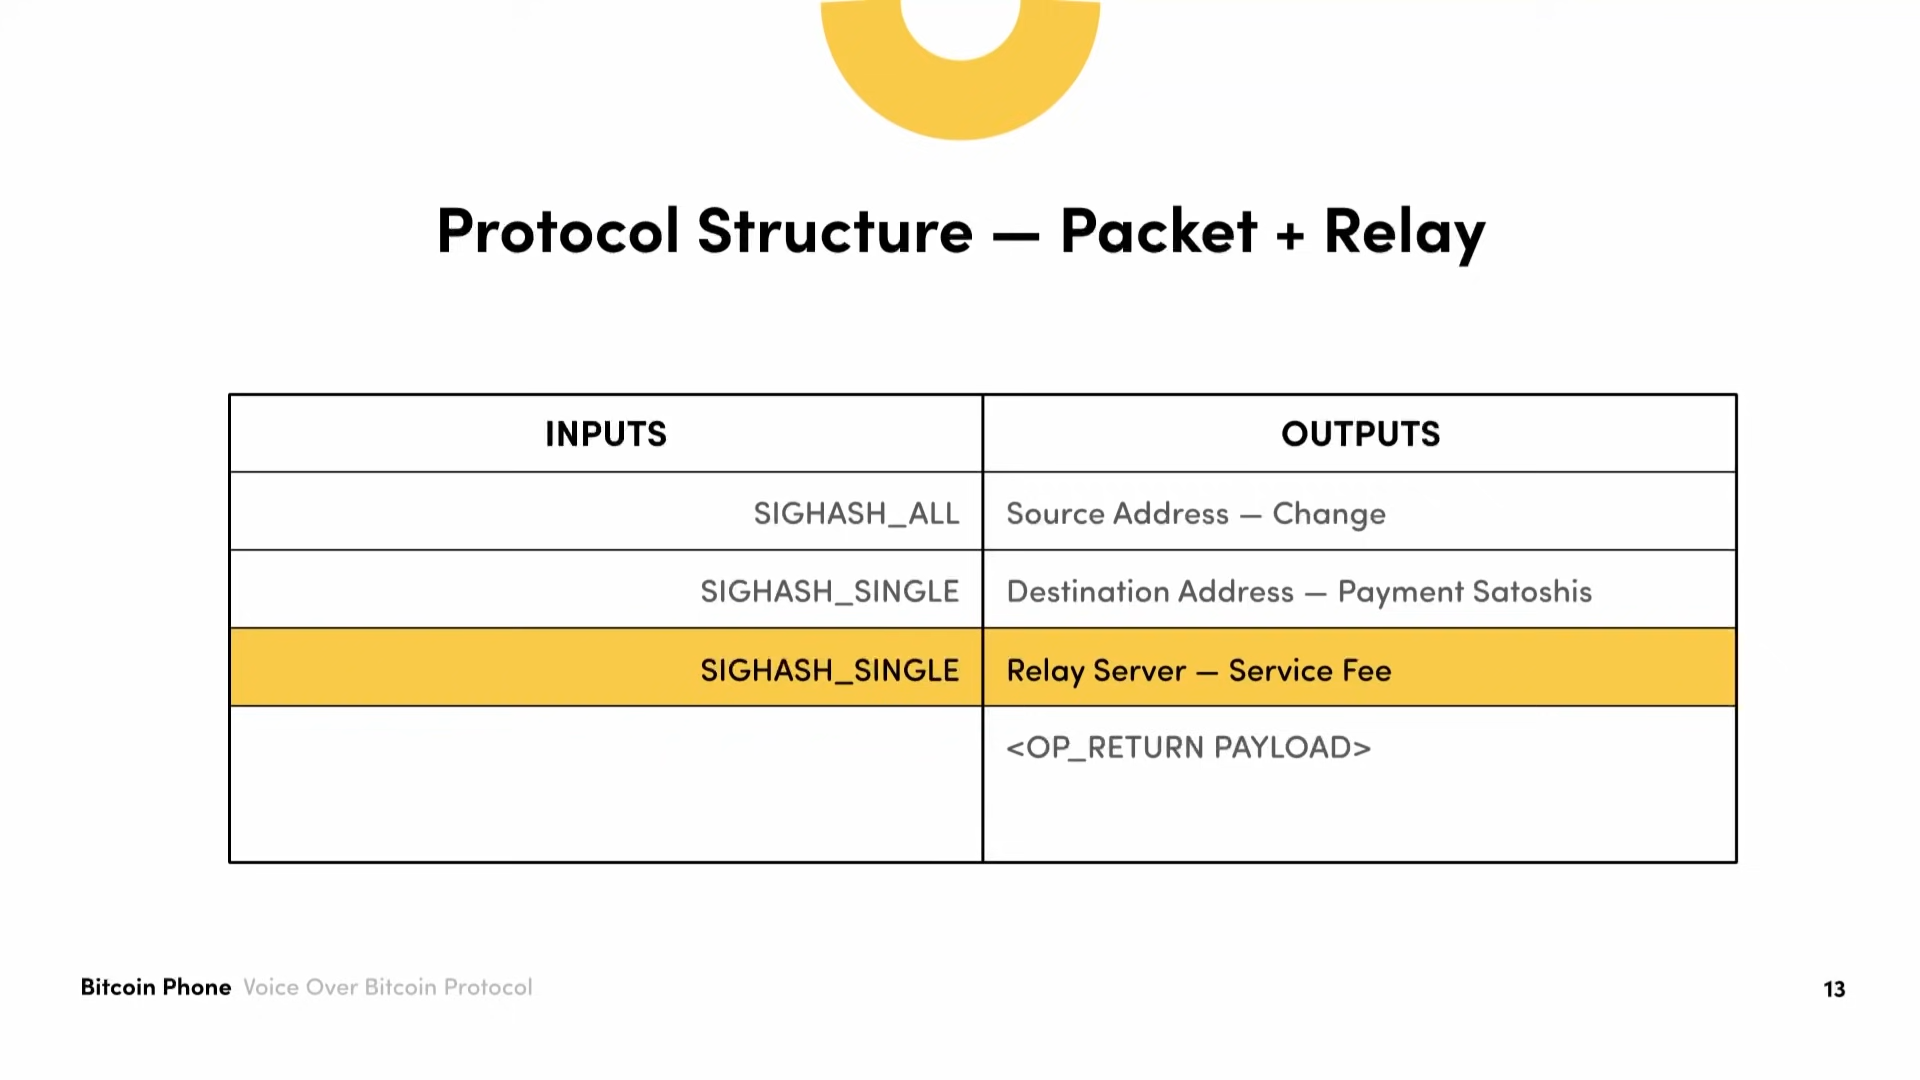 Protocol Structure — Packet + Relay
INPUTS OUTPUTS
SIGHASH_ALL Source Address — Change
SIGHASH_SINGLE Destination Address — Payment Satoshis
SIGHASH_SINGLE Relay Server — Service Fee
<OP_RETURN PAYLOAD>
Bitcoin Phone Voice Over Bitcoin Protocol 13